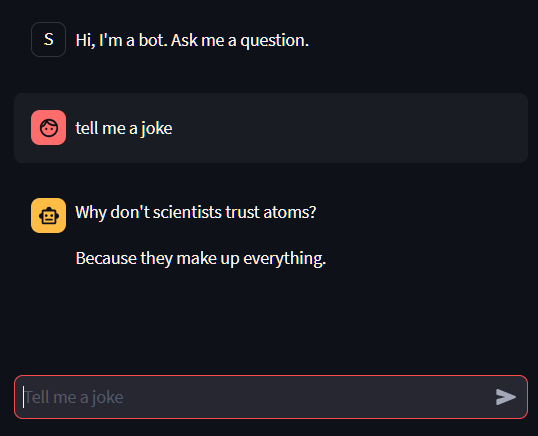 S
Hi, I'm a bot. Ask me a question.
tell me a joke
Why don't scientists trust atoms?
Because they make up everything.
Tell me a joke